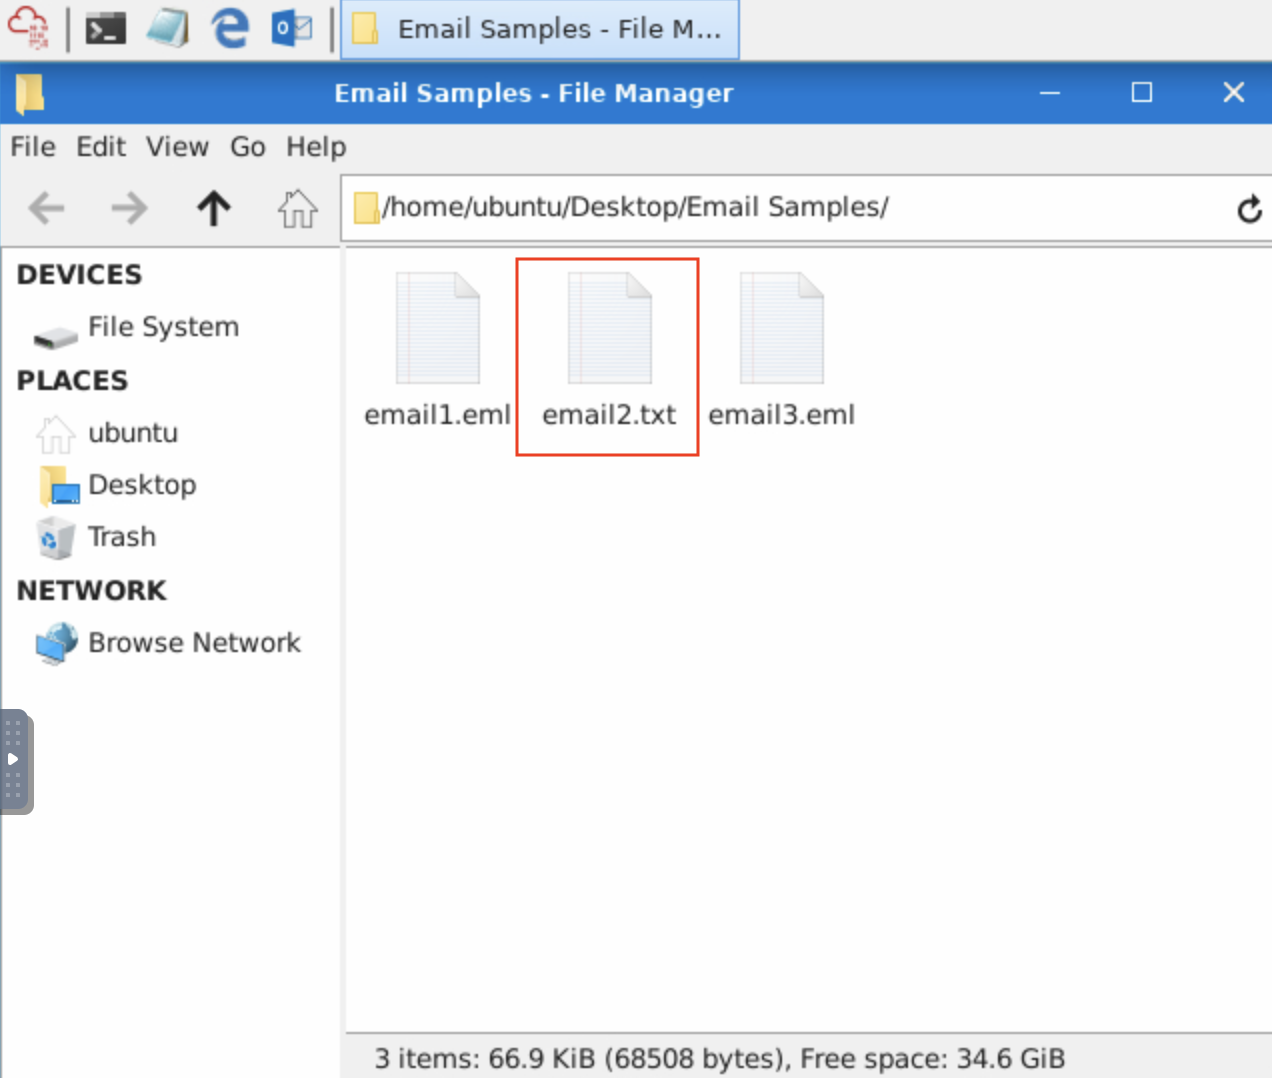 Email Samples - File M...
Email Samples - File Manager
File Edit View Go Help
/home/ubuntu/Desktop/Email Samples/
DEVICES
File System
PLACES
ubuntu
Desktop
Trash
NETWORK
Browse Network
email1.eml email2.txt email3.eml
3 items: 66.9 KiB (68508 bytes), Free space: 34.6 GiB